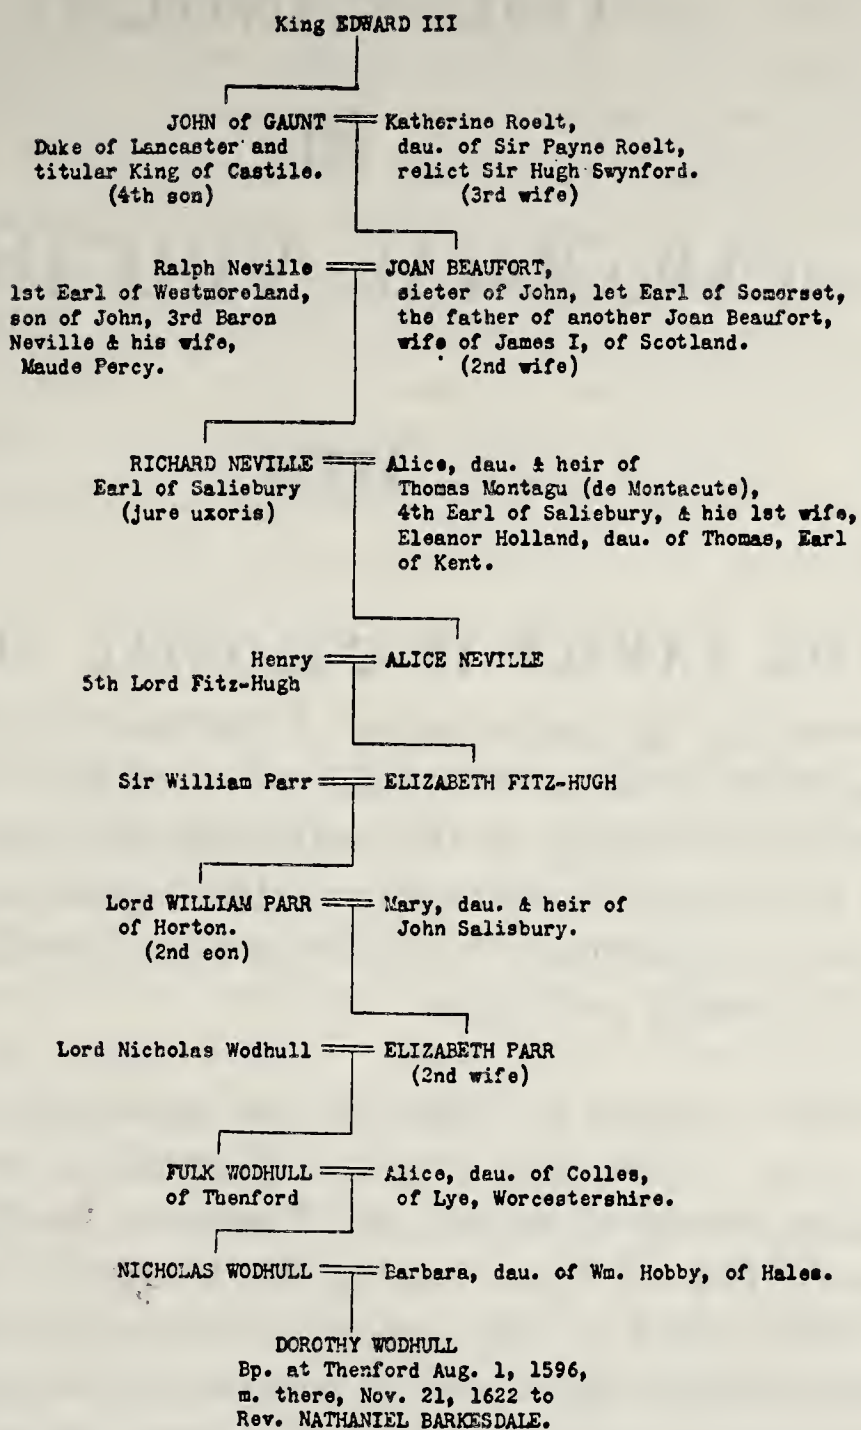 King EDWARD III
JOHN of GAUNT
Duke of Lancaster and
titular King of Castile.
(4th son)
Katherine Roelt,
dau. of Sir Payne Roelt,
relict Sir Hugh Swynford.
(3rd wife)
Ralph Neville
1st Earl of Westmoreland,
son of John, 3rd Baron
Neville & his wife,
Maude Percy.
JOAN BEAUFORT,
sister of John, 1st Earl of Somerset,
the father of another Joan Beaufort,
wife of James I, of Scotland.
(2nd wife)
RICHARD NEVILLE
Earl of Salisbury
(jure uxoris)
Alice, dau. & heir of
Thomas Montagu (de Montacute),
4th Earl of Salisbury, & his 1st wife,
Eleanor Holland, dau. of Thomas, Earl
of Kent.
Henry
5th Lord Fitz-Hugh
ALICE NEVILLE
Sir William Parr
ELIZABETH FITZ-HUGH
Lord WILLIAM PARR
of Horton.
(2nd son)
Mary, dau. & heir of
John Salisbury.
Lord Nicholas Wodhull
ELIZABETH PARR
(2nd wife)
FULK WODHULL
of Thenford
Alice, dau. of Colles,
of Lye, Worcestershire.
NICHOLAS WODHULL
Barbara, dau. of Wm. Hobby, of Hales.
DOROTHY WODHULL
Bp. at Thenford Aug. 1, 1596,
m. there, Nov. 21, 1622 to
Rev. NATHANIEL BARKESDALE.